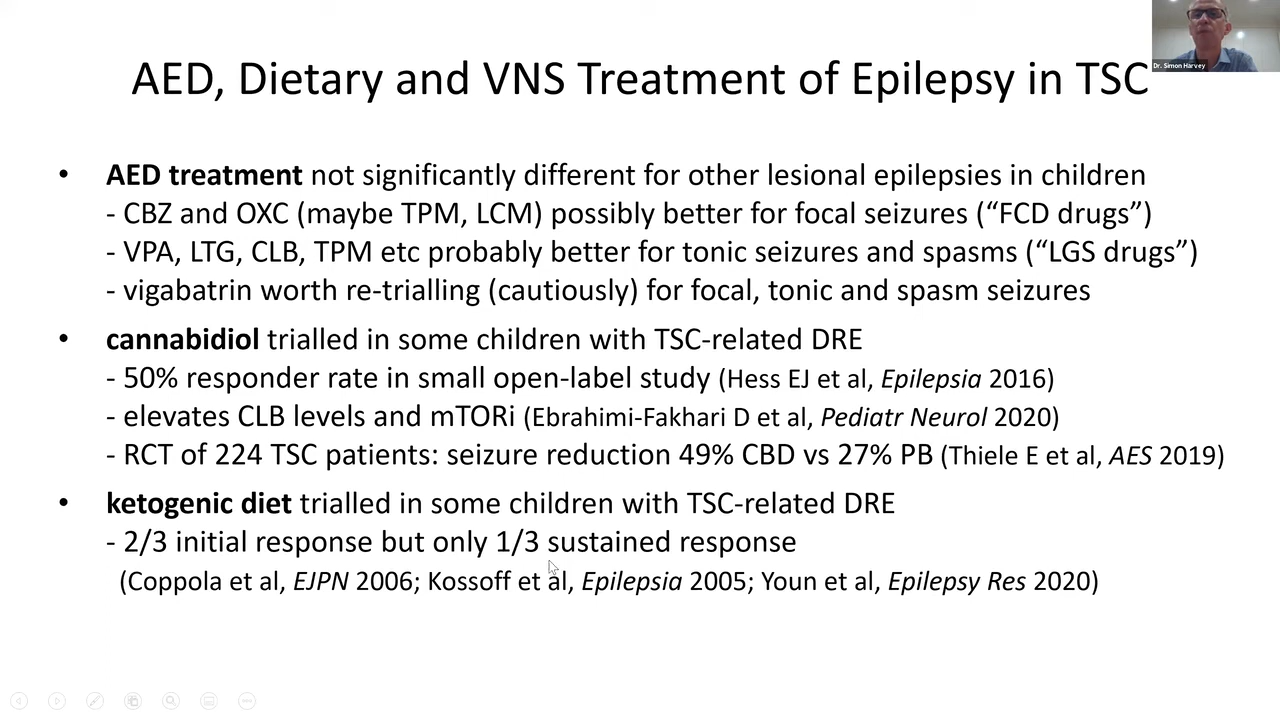 Dr. Simon Harvey
AED, Dietary and VNS Treatment of Epilepsy in TSC
• AED treatment not significantly different for other lesional epilepsies in children
- CBZ and OXC (maybe TPM, LCM) possibly better for focal seizures (“FCD drugs”)
- VPA, LTG, CLB, TPM etc probably better for tonic seizures and spasms (“LGS drugs”)
- vigabatrin worth re-trialling (cautiously) for focal, tonic and spasm seizures
• cannabidiol trialled in some children with TSC-related DRE
- 50% responder rate in small open-label study (Hess EJ et al, Epilepsia 2016)
- elevates CLB levels and mTORi (Ebrahimi-Fakhari D et al, Pediatr Neurol 2020)
- RCT of 224 TSC patients: seizure reduction 49% CBD vs 27% PB (Thiele E et al, AES 2019)
• ketogenic diet trialled in some children with TSC-related DRE
- 2/3 initial response but only 1/3 sustained response
(Coppola et al, EJPN 2006; Kossoff et al, Epilepsia 2005; Youn et al, Epilepsy Res 2020)